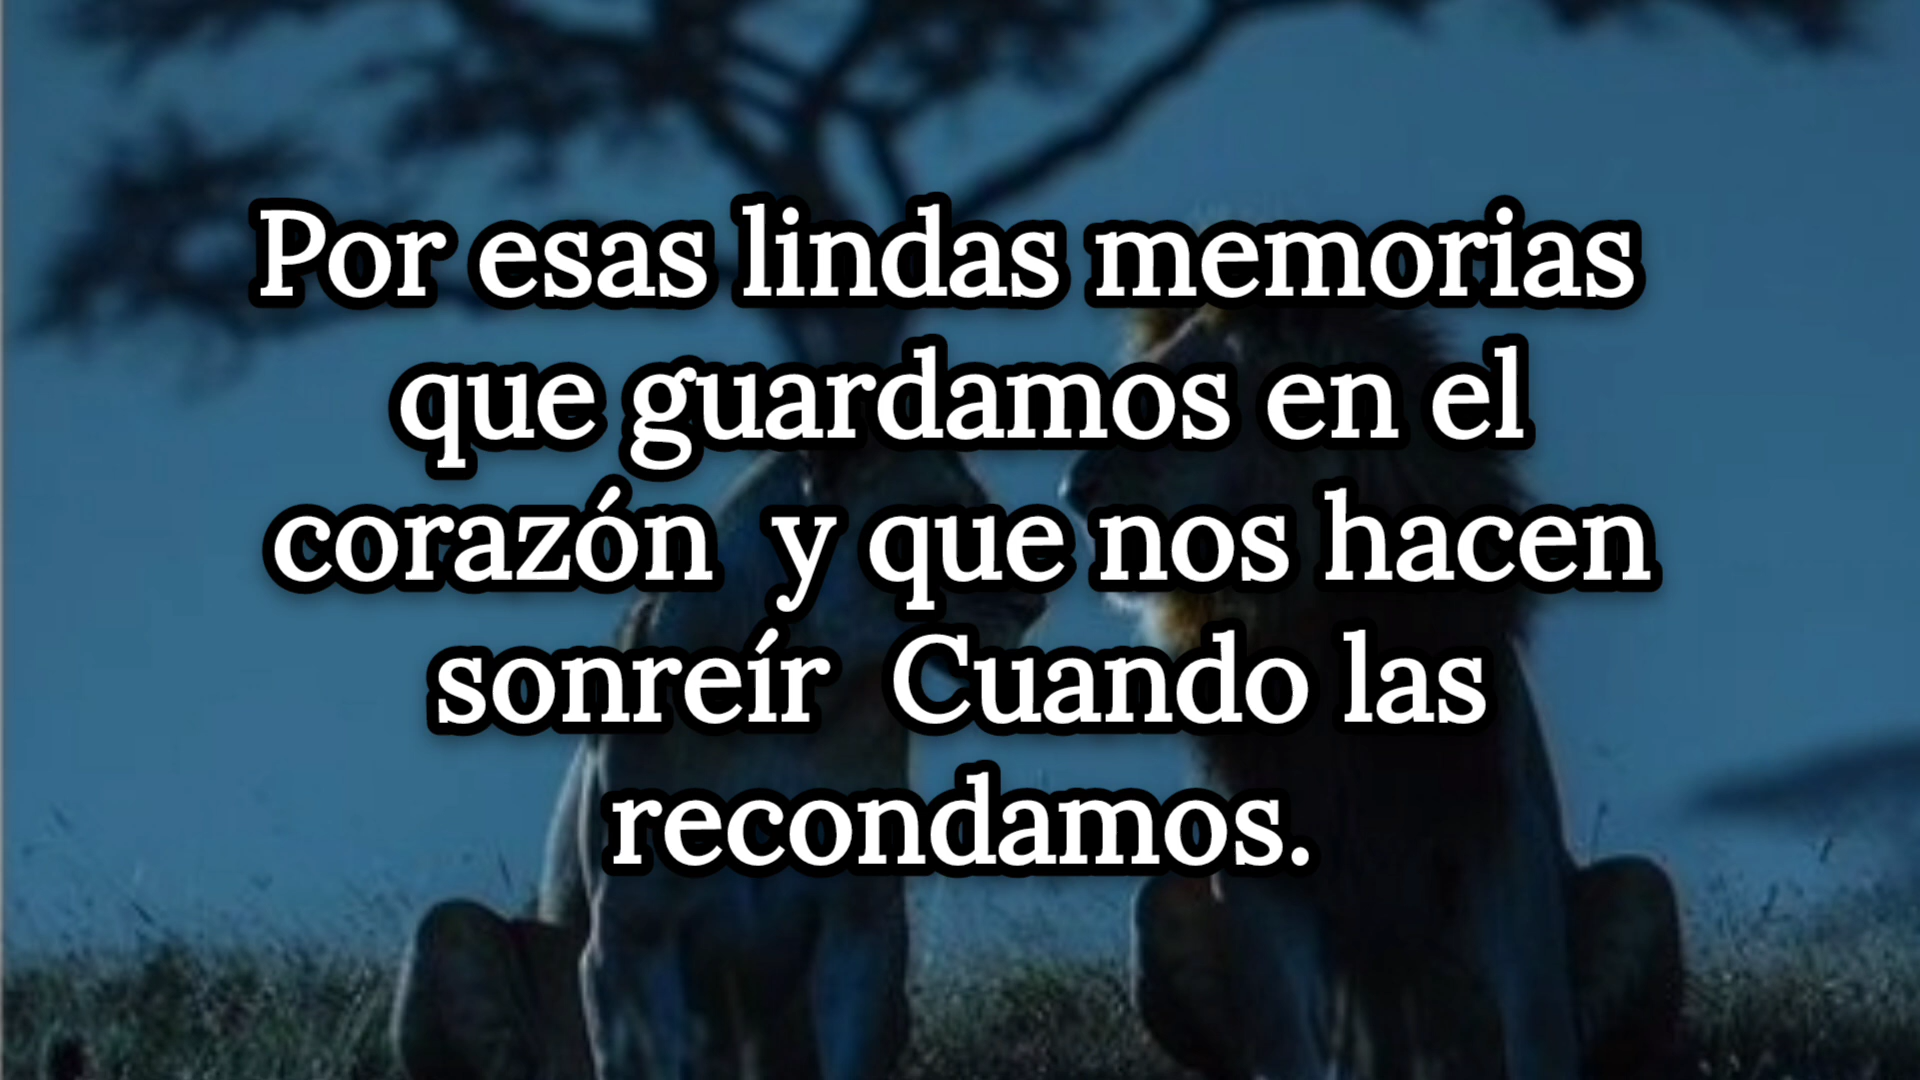 Por esas lindas memorias
que guardamos en el
corazón  y que nos hacen
sonreír  Cuando las
recondamos.